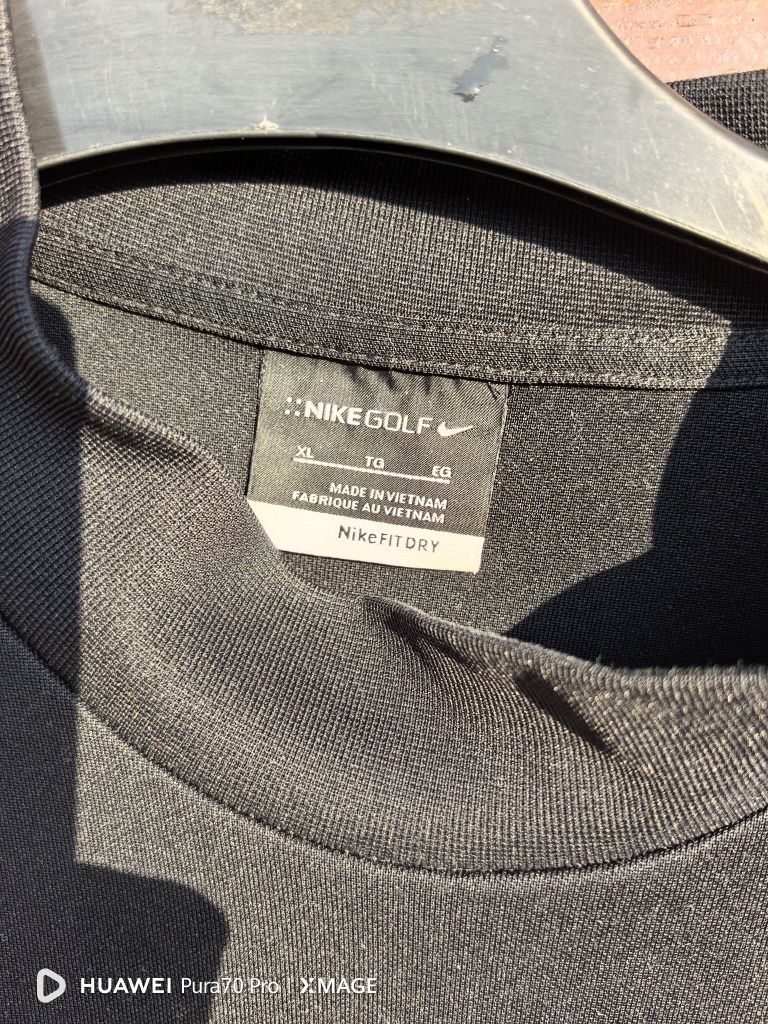 NIKEGOLF
XL TG EG
MADE IN VIETNAM
FABRIQUE AU VIETNAM
NikeFITDRY
HUAWEI Pura70 Pro | XMAGE